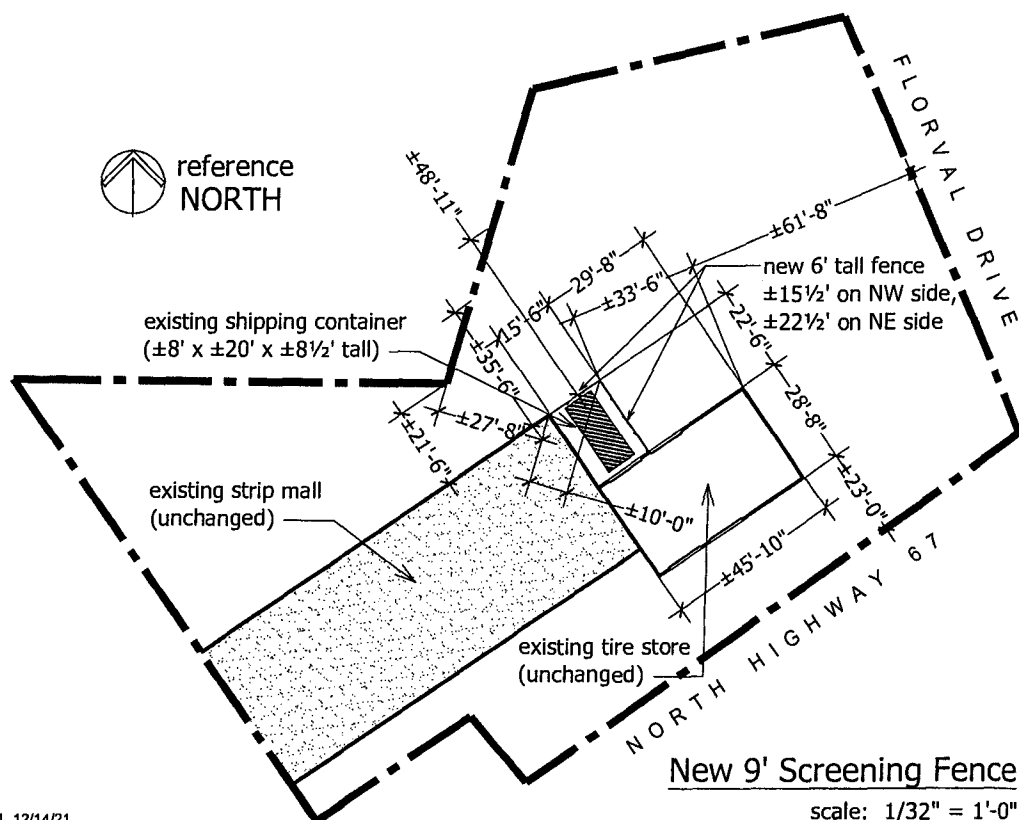 FLORVAL DRIVE
reference
NORTH
±48'-11"
±61'-8"
29'-8"
±33'-6"
new 6' tall fence
±15½' on NW side,
±22½' on NE side
existing shipping container
(±8' x ±20' x ±8½' tall)
15'-6"
±35'-6"
22'-6"
28'-8"
±27'-8"
±21'-6"
±23'-0"
existing strip mall
(unchanged)
±10'-0"
±45'-10"
existing tire store
(unchanged)
NORTH HIGHWAY 67
New 9' Screening Fence
scale: 1/32" = 1'-0"
12/14/21